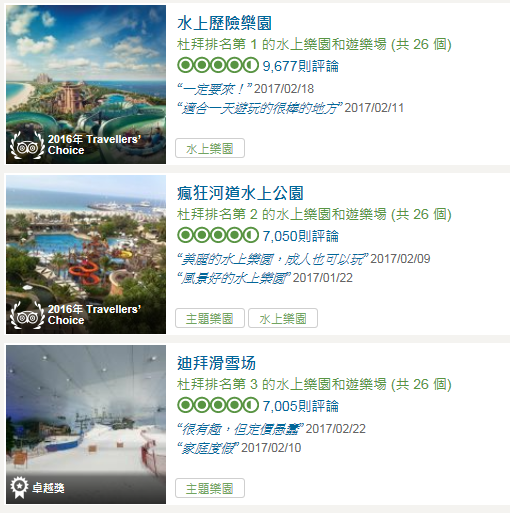 水上歷險樂園
杜拜排名第 1 的水上樂園和遊樂場 (共 26 個)
9,677則評論
“一定要來！” 2017/02/18
“適合一天遊玩的很棒的地方” 2017/02/11
2016年 Travellers'
Choice
水上樂園
瘋狂河道水上公園
杜拜排名第 2 的水上樂園和遊樂場 (共 26 個)
7,050則評論
“美麗的水上樂園，成人也可以玩” 2017/02/09
“風景好的水上樂園” 2017/01/22
2016年 Travellers'
Choice
主題樂園 水上樂園
迪拜滑雪场
杜拜排名第 3 的水上樂園和遊樂場 (共 26 個)
7,005則評論
“很有趣，但定價愚蠢” 2017/02/22
“家庭度假” 2017/02/10
卓越獎
主題樂園